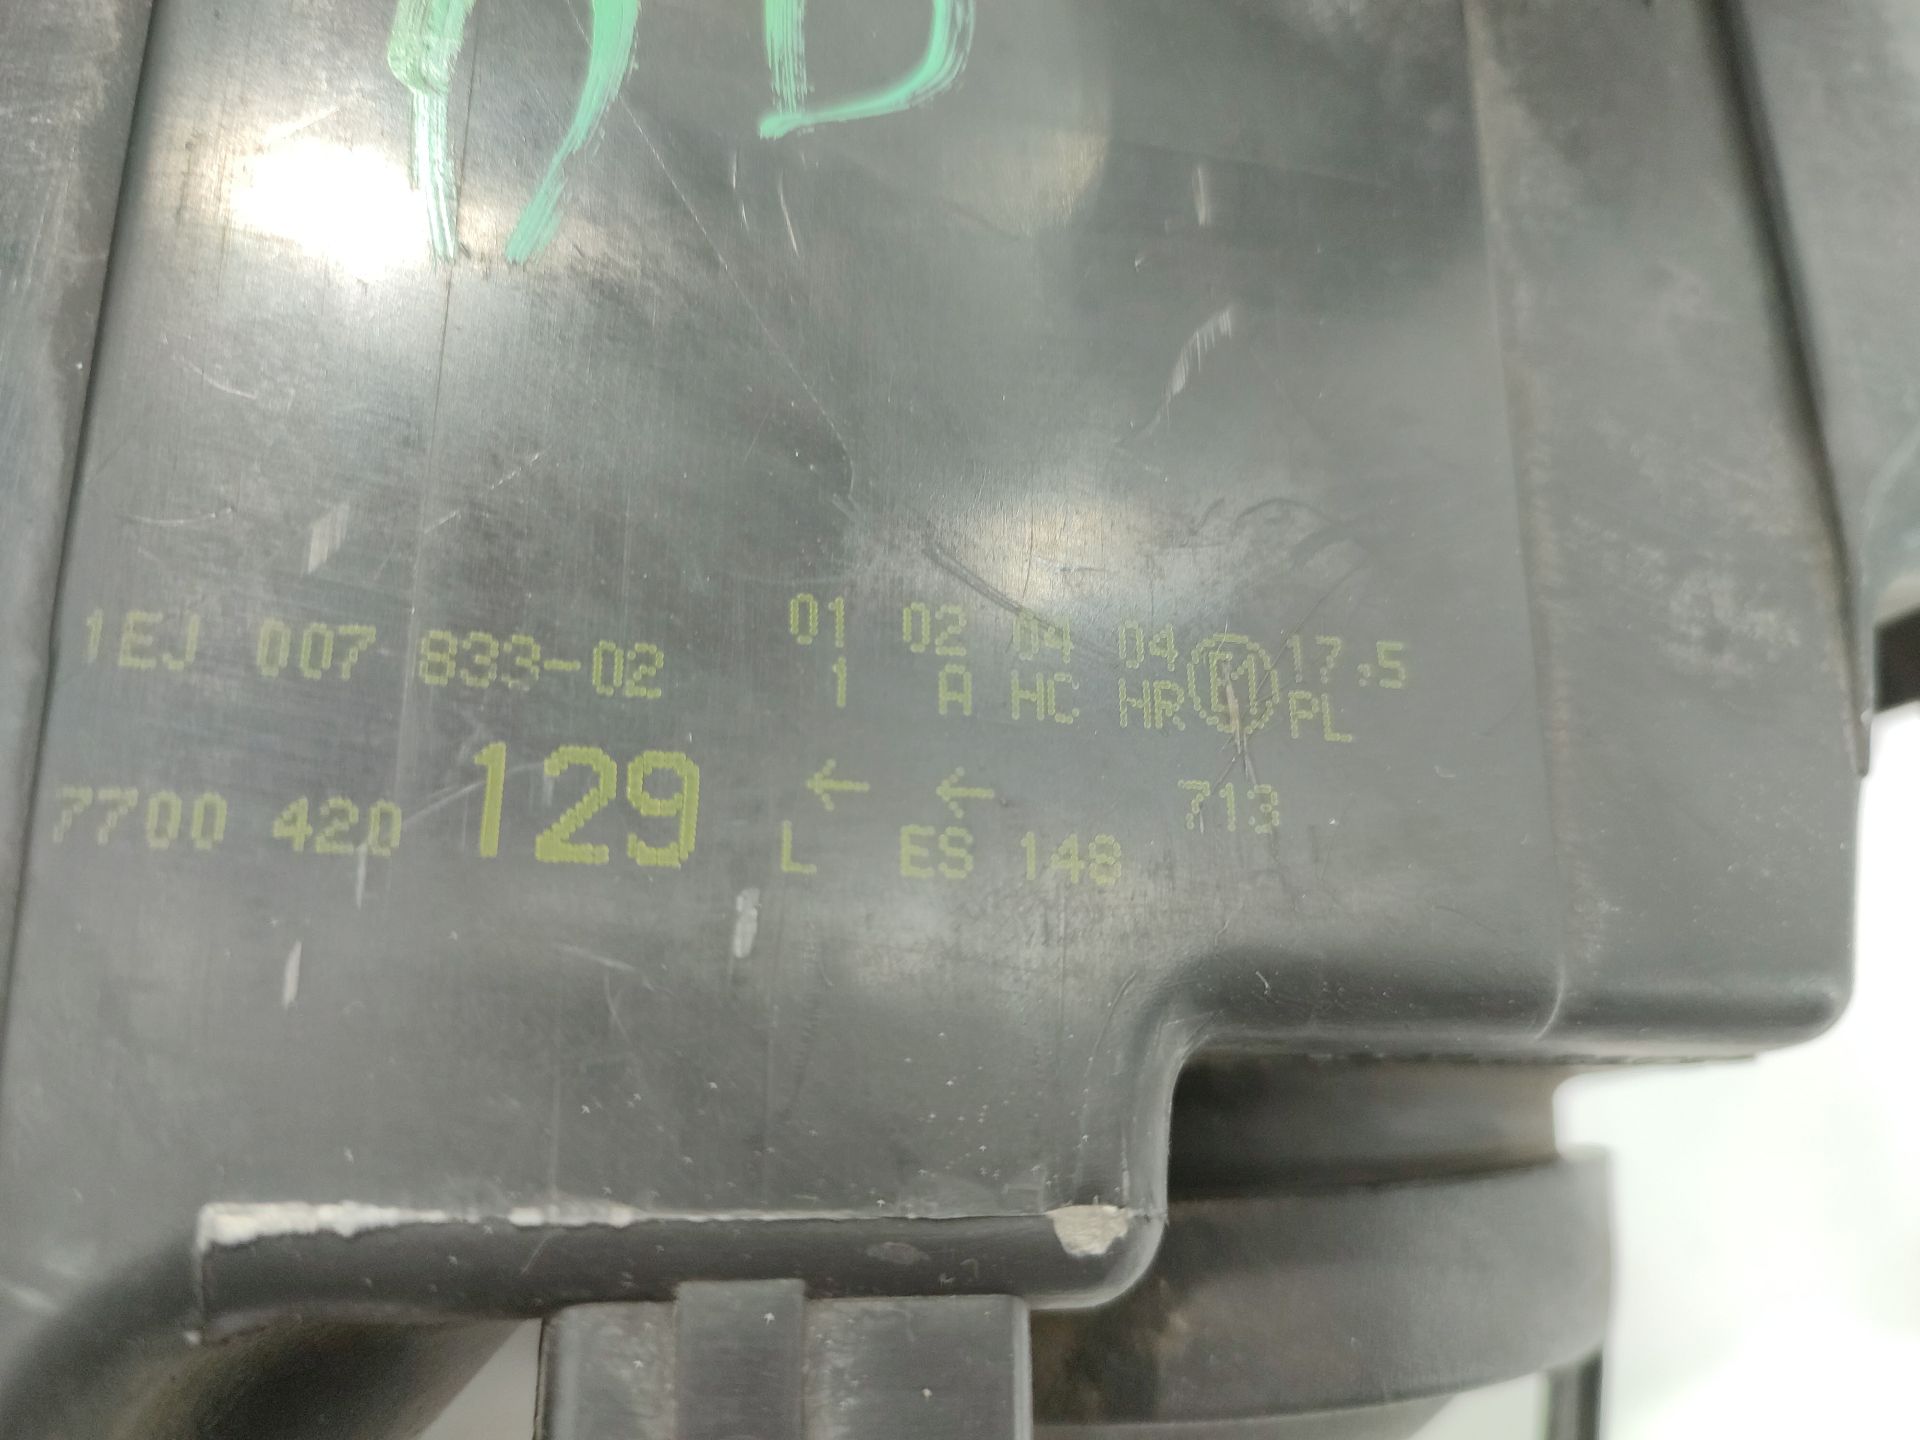 1EJ 007 833-02
01 02 04 04 M 17.5
1 A HC HR PL
7700 420 129 ← ← 713
L ES 148